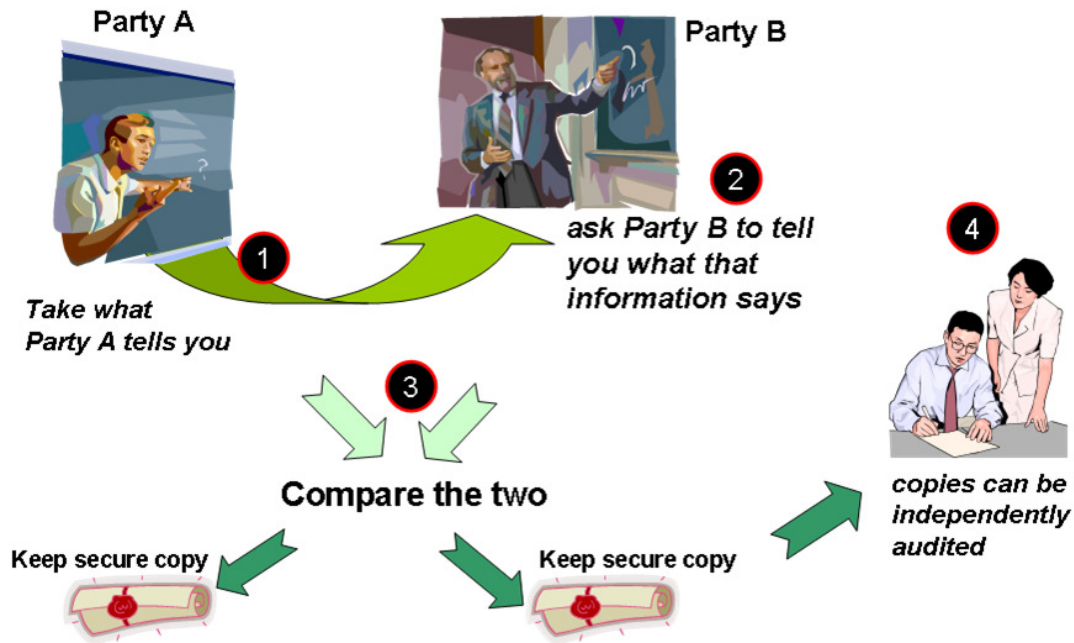 Party A
Party B
1
Take what
Party A tells you
2
ask Party B to tell
you what that
information says
3
Compare the two
Keep secure copy
Keep secure copy
4
copies can be
independently
audited